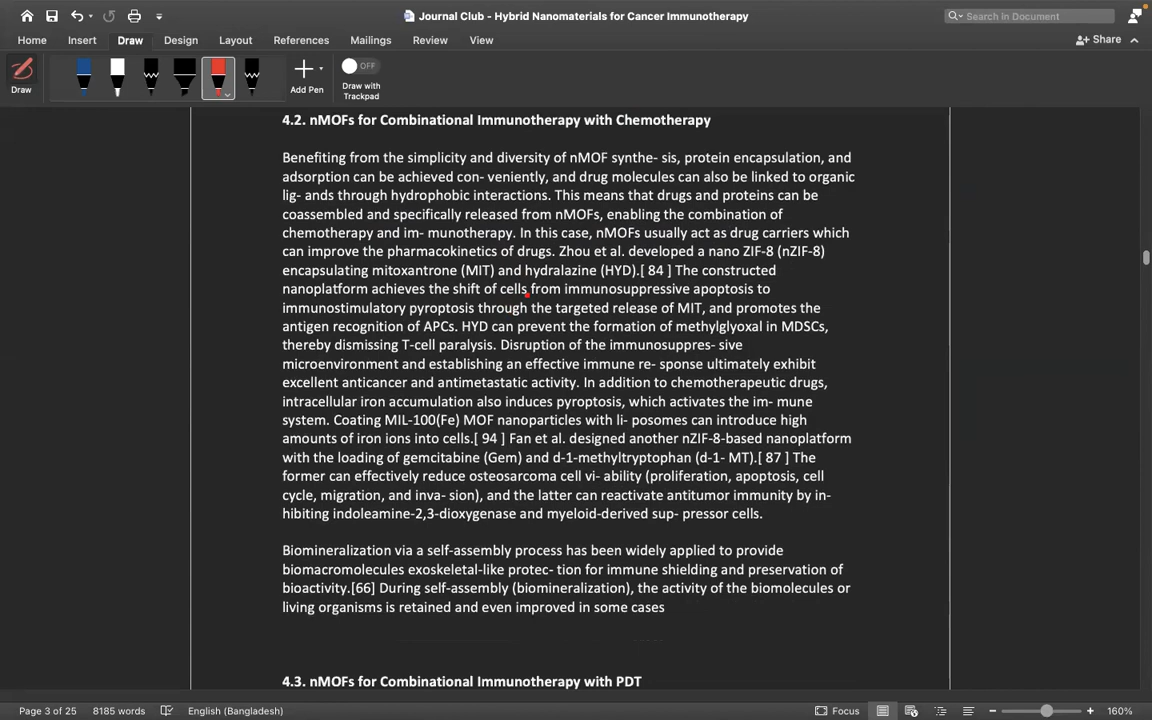 Journal Club - Hybrid Nanomaterials for Cancer Immunotherapy
Search in Document
Home Insert Draw Design Layout References Mailings Review View
Share
OFF
Draw
Add Pen
Draw with
Trackpad
4.2. nMOFs for Combinational Immunotherapy with Chemotherapy
Benefiting from the simplicity and diversity of nMOF synthe- sis, protein encapsulation, and
adsorption can be achieved con- veniently, and drug molecules can also be linked to organic
lig- ands through hydrophobic interactions. This means that drugs and proteins can be
coassembled and specifically released from nMOFs, enabling the combination of
chemotherapy and im- munotherapy. In this case, nMOFs usually act as drug carriers which
can improve the pharmacokinetics of drugs. Zhou et al. developed a nano ZIF-8 (nZIF-8)
encapsulating mitoxantrone (MIT) and hydralazine (HYD).[ 84 ] The constructed
nanoplatform achieves the shift of cells from immunosuppressive apoptosis to
immunostimulatory pyroptosis through the targeted release of MIT, and promotes the
antigen recognition of APCs. HYD can prevent the formation of methylglyoxal in MDSCs,
thereby dismissing T-cell paralysis. Disruption of the immunosuppres- sive
microenvironment and establishing an effective immune re- sponse ultimately exhibit
excellent anticancer and antimetastatic activity. In addition to chemotherapeutic drugs,
intracellular iron accumulation also induces pyroptosis, which activates the im- mune
system. Coating MIL-100(Fe) MOF nanoparticles with li- posomes can introduce high
amounts of iron ions into cells.[ 94 ] Fan et al. designed another nZIF-8-based nanoplatform
with the loading of gemcitabine (Gem) and d-1-methyltryptophan (d-1- MT).[ 87 ] The
former can effectively reduce osteosarcoma cell vi- ability (proliferation, apoptosis, cell
cycle, migration, and inva- sion), and the latter can reactivate antitumor immunity by in-
hibiting indoleamine-2,3-dioxygenase and myeloid-derived sup- pressor cells.
Biomineralization via a self-assembly process has been widely applied to provide
biomacromolecules exoskeletal-like protec- tion for immune shielding and preservation of
bioactivity.[66] During self-assembly (biomineralization), the activity of the biomolecules or
living organisms is retained and even improved in some cases
4.3. nMOFs for Combinational Immunotherapy with PDT
Page 3 of 25 8185 words English (Bangladesh) Focus 160%